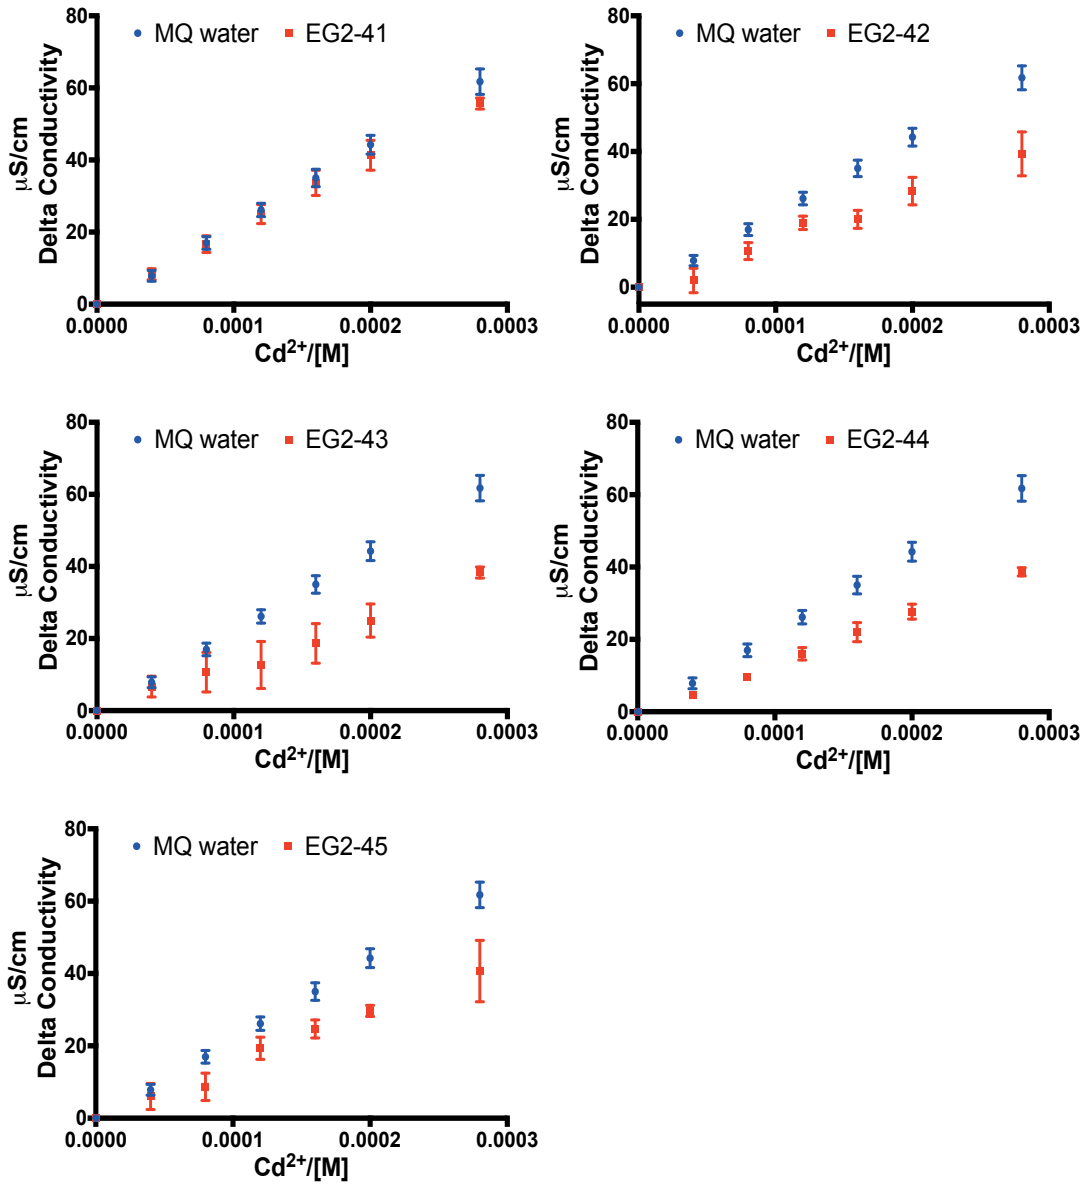 MQ water EG2-41
80
60
40
20
0
μS/cm
Delta Conductivity
0.0000 0.0001 0.0002 0.0003
Cd²⁺/[M]
MQ water EG2-42
80
60
40
20
0
μS/cm
Delta Conductivity
0.0000 0.0001 0.0002 0.0003
Cd²⁺/[M]
MQ water EG2-43
80
60
40
20
0
μS/cm
Delta Conductivity
0.0000 0.0001 0.0002 0.0003
Cd²⁺/[M]
MQ water EG2-44
80
60
40
20
0
μS/cm
Delta Conductivity
0.0000 0.0001 0.0002 0.0003
Cd²⁺/[M]
MQ water EG2-45
80
60
40
20
0
μS/cm
Delta Conductivity
0.0000 0.0001 0.0002 0.0003
Cd²⁺/[M]